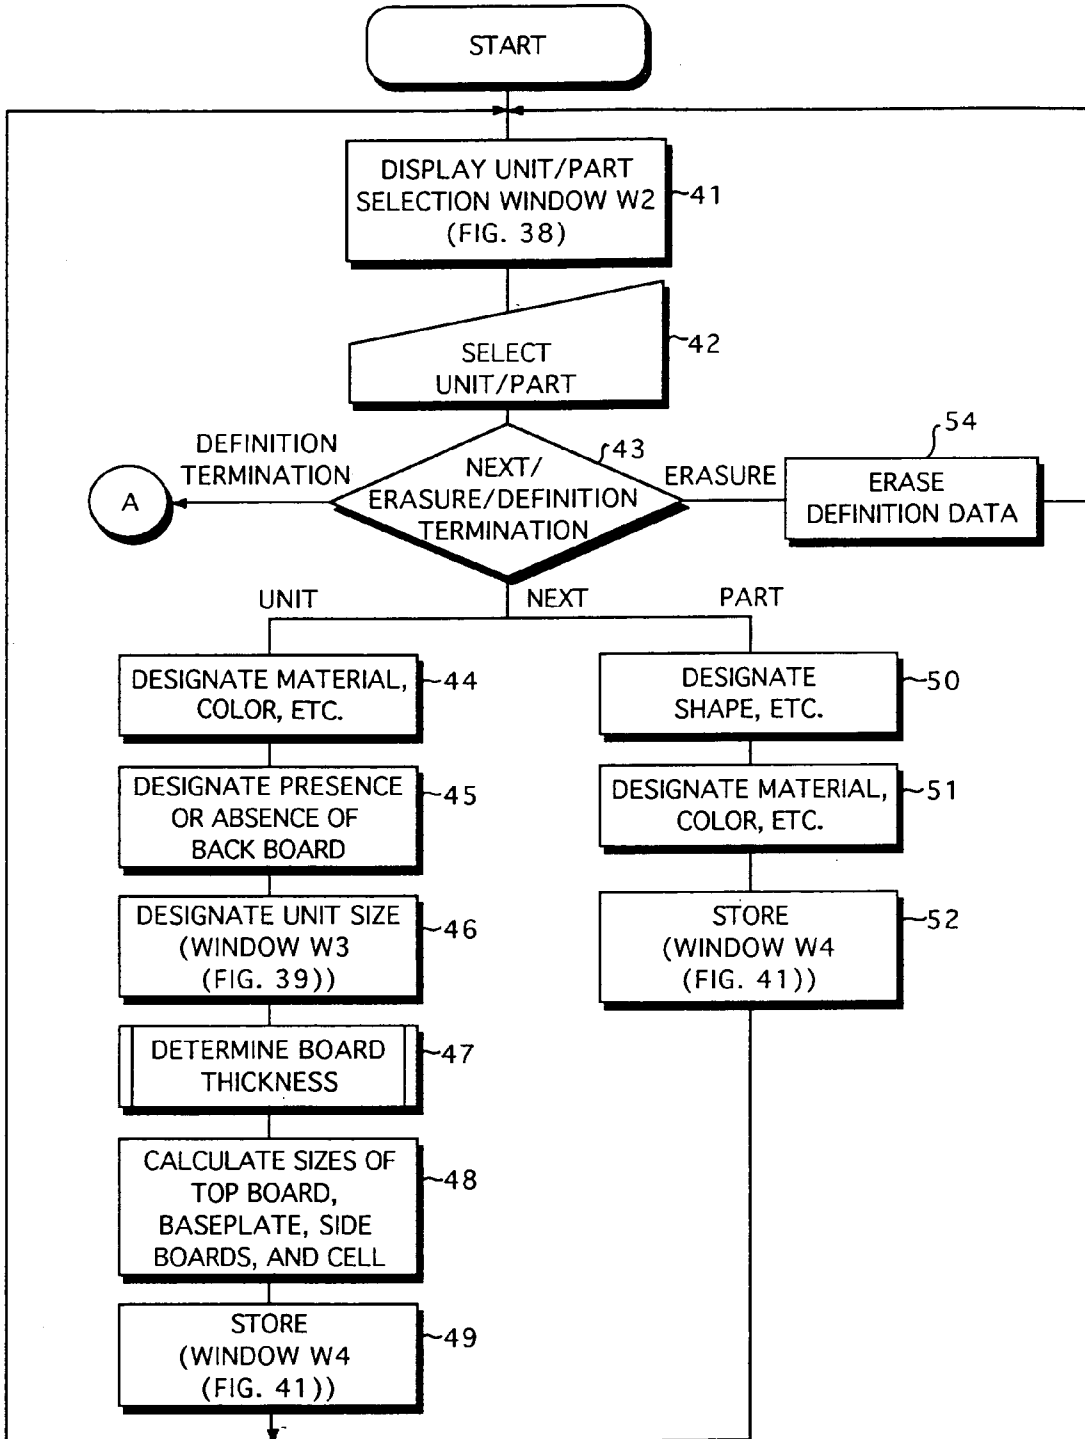 START
DISPLAY UNIT/PART
SELECTION WINDOW W2
(FIG. 38)
41
SELECT
UNIT/PART
42
DEFINITION
TERMINATION
A
NEXT/
ERASURE/DEFINITION
TERMINATION
43
ERASURE
54
ERASE
DEFINITION DATA
UNIT
NEXT
PART
DESIGNATE MATERIAL,
COLOR, ETC.
44
DESIGNATE PRESENCE
OR ABSENCE OF
BACK BOARD
45
DESIGNATE UNIT SIZE
(WINDOW W3
(FIG. 39))
46
DETERMINE BOARD
THICKNESS
47
CALCULATE SIZES OF
TOP BOARD,
BASEPLATE, SIDE
BOARDS, AND CELL
48
STORE
(WINDOW W4
(FIG. 41))
49
DESIGNATE
SHAPE, ETC.
50
DESIGNATE MATERIAL,
COLOR, ETC.
51
STORE
(WINDOW W4
(FIG. 41))
52